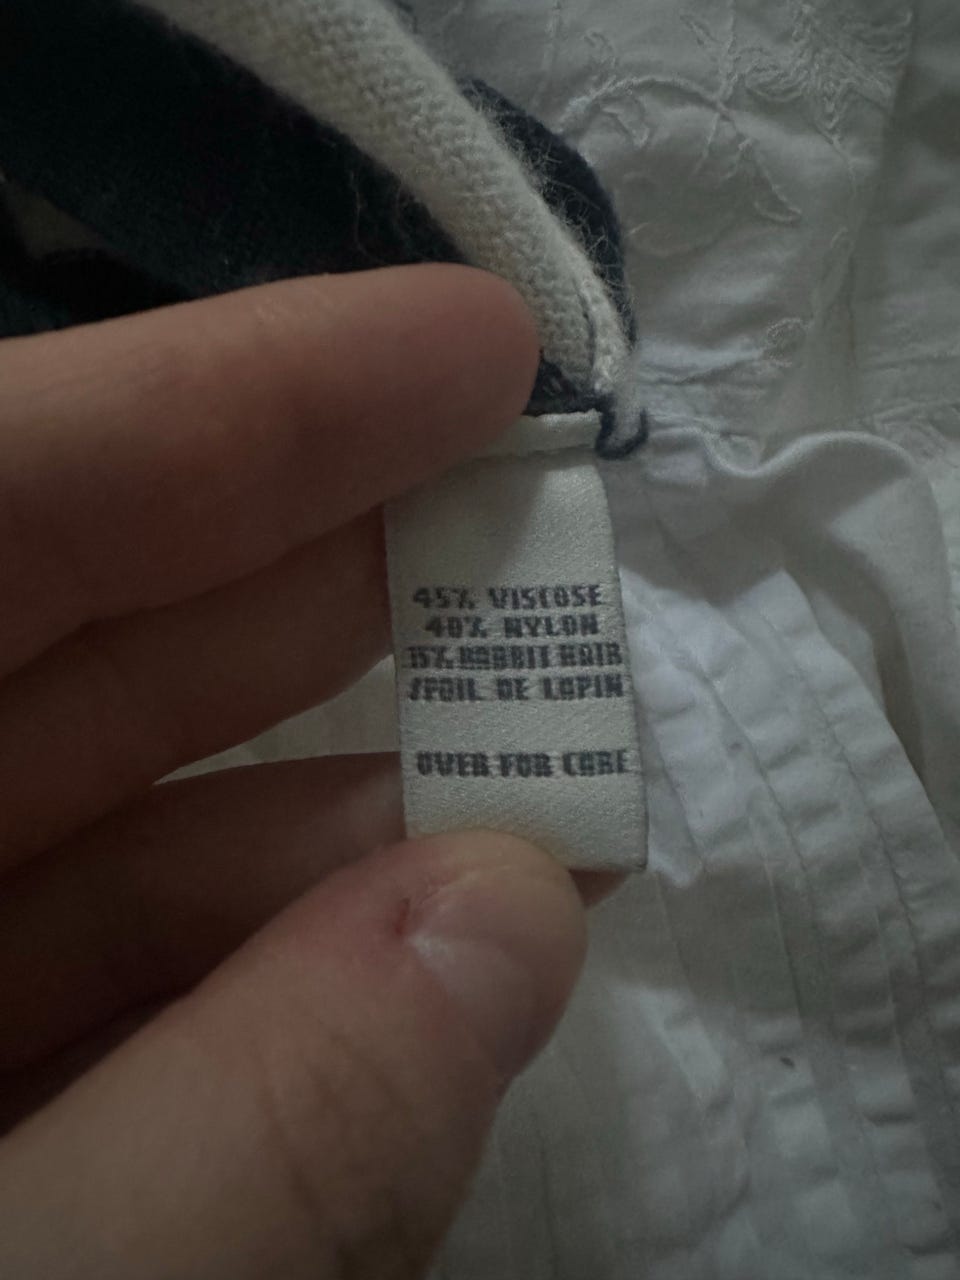 45% VISCOSE
40% NYLON
15% RABBIT HAIR
/POIL DE LAPIN
OVER FOR CARE